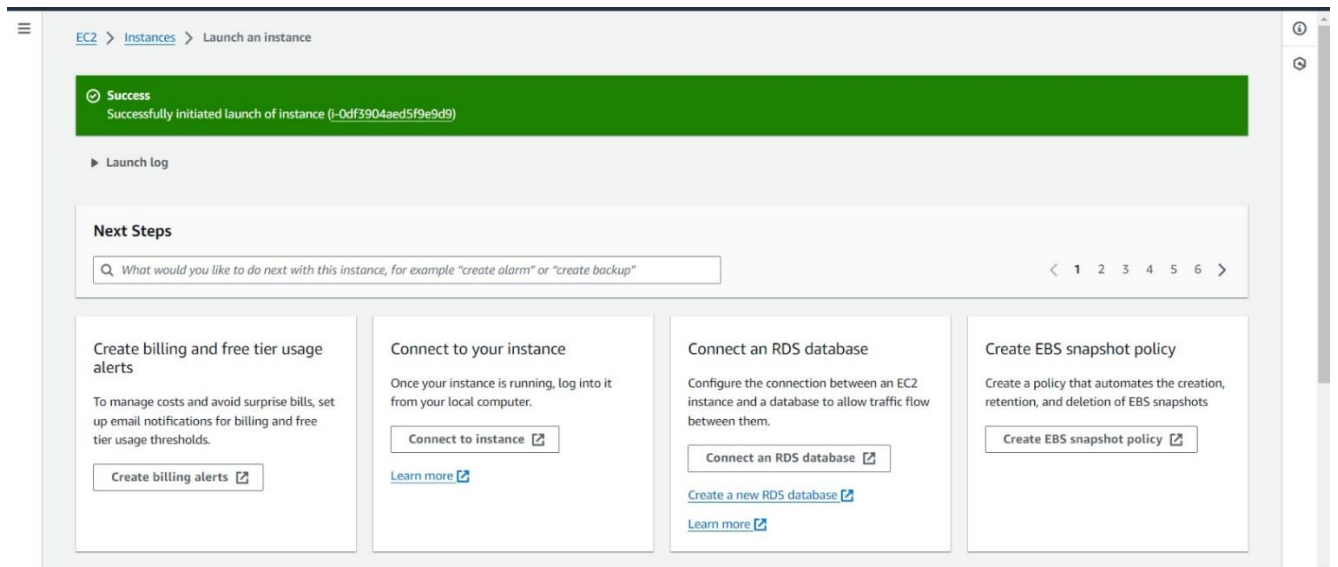 EC2 > Instances > Launch an instance
Success
Successfully initiated launch of instance (i-0df3904aed5f9e9d9)
Launch log
Next Steps
What would you like to do next with this instance, for example "create alarm" or "create backup"
< 1 2 3 4 5 6 >
Create billing and free tier usage
alerts
To manage costs and avoid surprise bills, set
up email notifications for billing and free
tier usage thresholds.
Create billing alerts
Connect to your instance
Once your instance is running, log into it
from your local computer.
Connect to instance
Learn more
Connect an RDS database
Configure the connection between an EC2
instance and a database to allow traffic flow
between them.
Connect an RDS database
Create a new RDS database
Learn more
Create EBS snapshot policy
Create a policy that automates the creation,
retention, and deletion of EBS snapshots
Create EBS snapshot policy